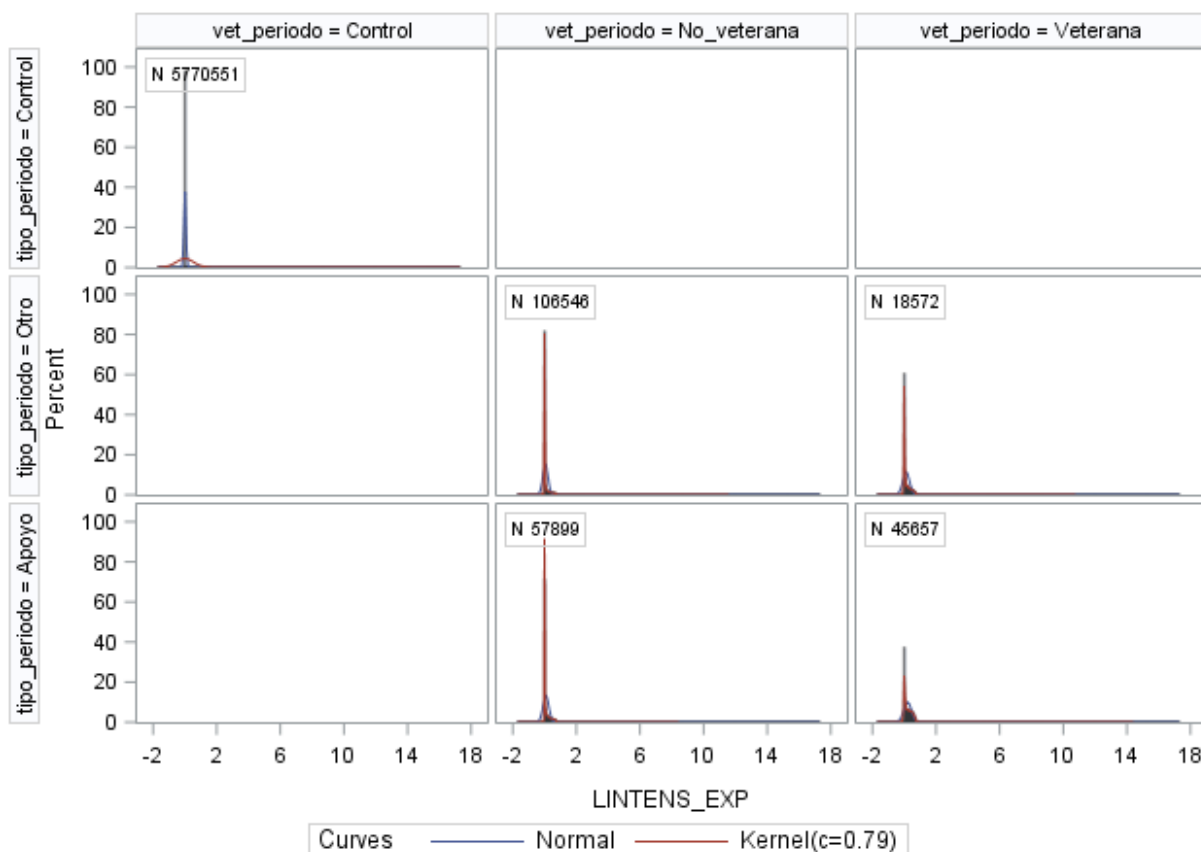 vet_periodo = Control
vet_periodo = No_veterana
vet_periodo = Veterana
tipo_periodo = Control
tipo_periodo = Otro
tipo_periodo = Apoyo
Percent
100
80
60
40
20
0
N 5770551
100
80
60
40
20
0
N 106546
N 18572
100
80
60
40
20
0
N 57899
N 45657
-2 2 6 10 14 18
-2 2 6 10 14 18
-2 2 6 10 14 18
LINTENS_EXP
Curves Normal Kernel(c=0.79)